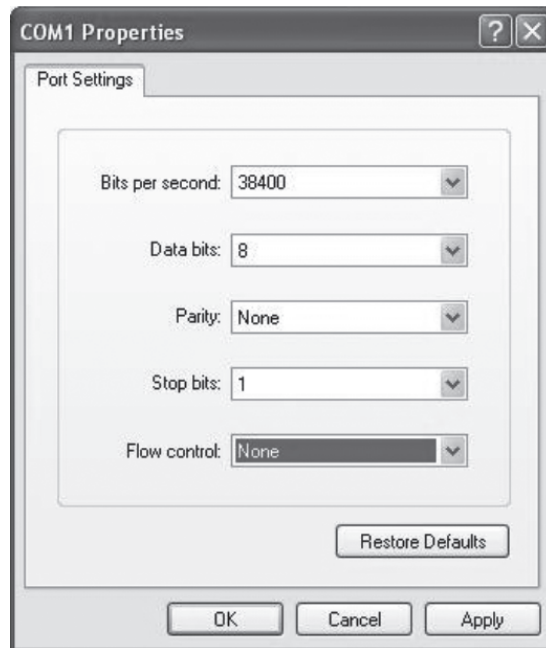 COM1 Properties
Port Settings
Bits per second: 38400
Data bits: 8
Parity: None
Stop bits: 1
Flow control: None
Restore Defaults
OK Cancel Apply